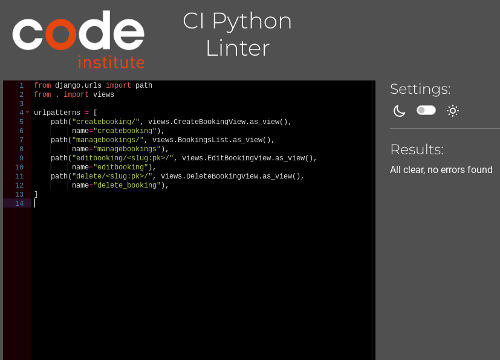 code
institute
CI Python
Linter
1 from django.urls import path
2 from . import views
3
4 urlpatterns = [
5     path("createbooking/", views.CreateBookingView.as_view(),
6          name="createbooking"),
7     path("managebookings/", views.BookingsList.as_view(),
8          name="managebookings"),
9     path("editbooking/<slug:pk>/", views.EditBookingView.as_view(),
10          name="editbooking"),
11     path("delete/<slug:pk>/", views.DeleteBookingView.as_view(),
12          name="delete_booking"),
13 ]
14
Settings:
Results:
All clear, no errors found